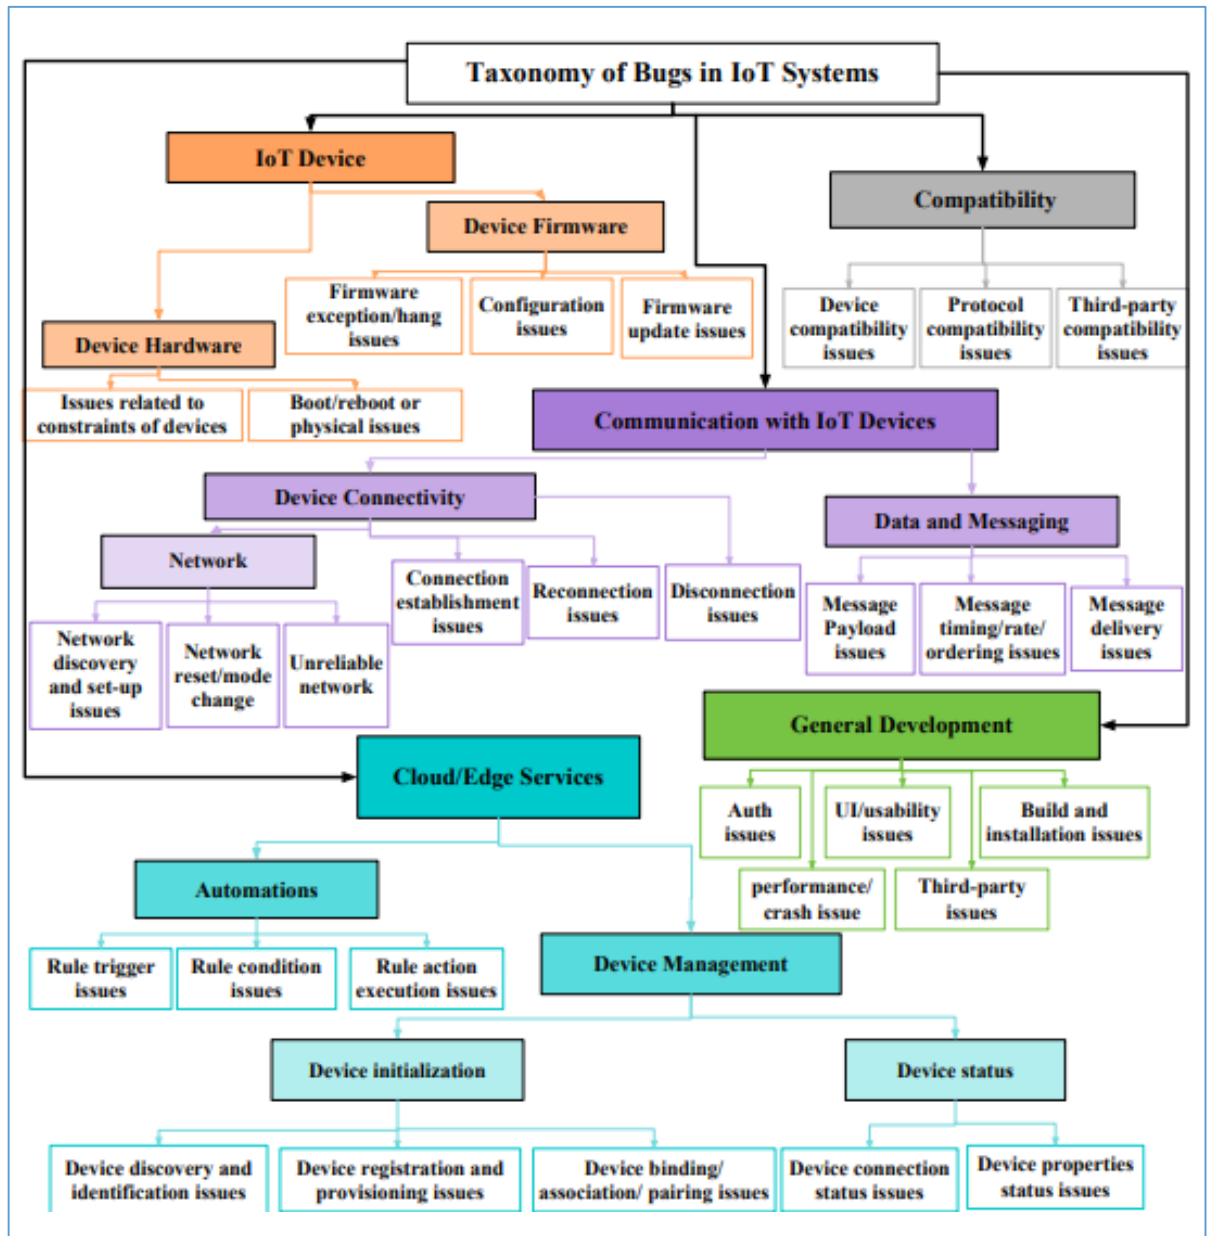 Taxonomy of Bugs in IoT Systems
IoT Device
Compatibility
Device Firmware
Firmware
exception/hang
issues
Configuration
issues
Firmware
update issues
Device
compatibility
issues
Protocol
compatibility
issues
Third-party
compatibility
issues
Device Hardware
Issues related to
constraints of devices
Boot/reboot or
physical issues
Communication with IoT Devices
Device Connectivity
Data and Messaging
Network
Connection
establishment
issues
Reconnection
issues
Disconnection
issues
Message
Payload
issues
Message
timing/rate/
ordering issues
Message
delivery
issues
Network
discovery
and set-up
issues
Network
reset/mode
change
Unreliable
network
General Development
Cloud/Edge Services
Auth
issues
UI/usability
issues
Build and
installation issues
performance/
crash issue
Third-party
issues
Automations
Rule trigger
issues
Rule condition
issues
Rule action
execution issues
Device Management
Device initialization
Device status
Device discovery and
identification issues
Device registration and
provisioning issues
Device binding/
association/ pairing issues
Device connection
status issues
Device properties
status issues